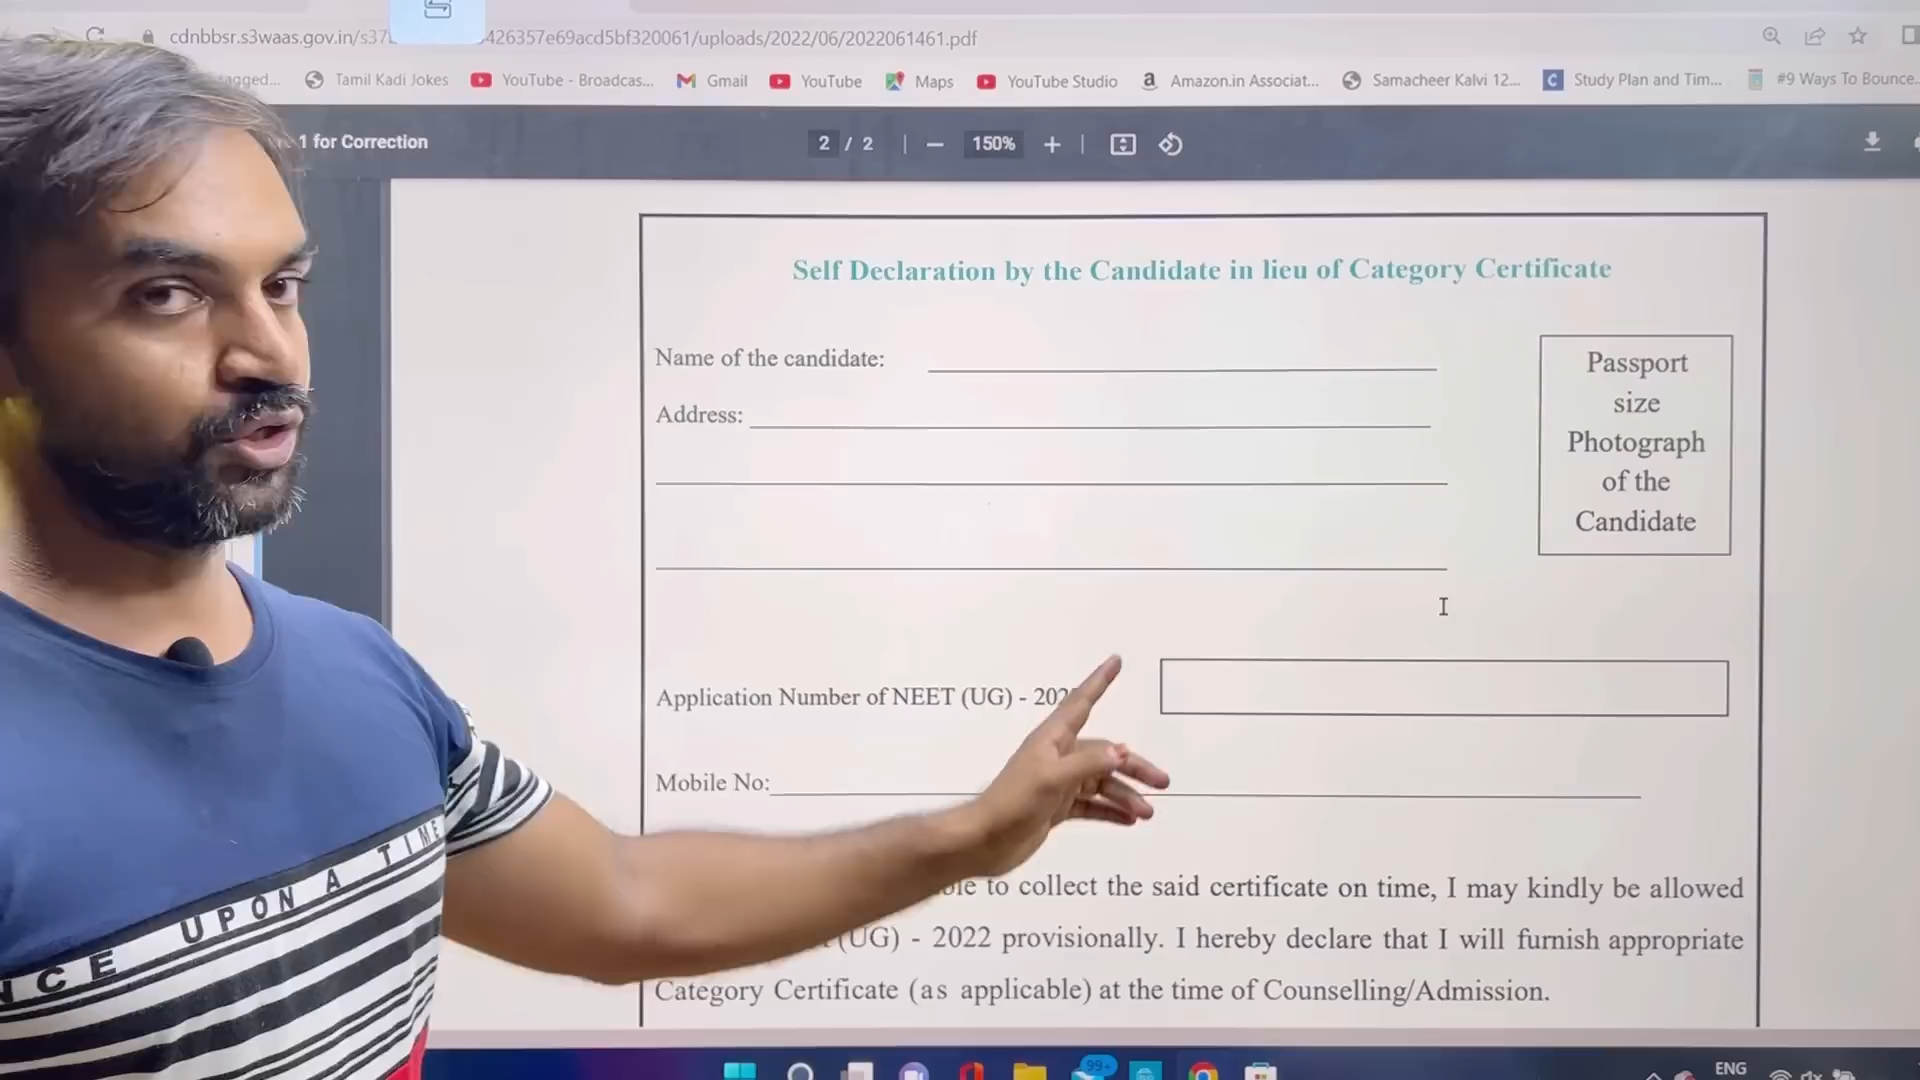 cdnbbsr.s3waas.gov.in/s37 426357e69acd5bf320061/uploads/2022/06/2022061461.pdf
agged... Tamil Kadi Jokes YouTube - Broadcas... Gmail YouTube Maps YouTube Studio Amazon.in Associat... Samacheer Kalvi 12... Study Plan and Tim... #9 Ways To Bounce...
1 for Correction 2 / 2 150%
Self Declaration by the Candidate in lieu of Category Certificate
Name of the candidate:
Address:
Passport
size
Photograph
of the
Candidate
Application Number of NEET (UG) - 202
Mobile No:
to collect the said certificate on time, I may kindly be allowed
(UG) - 2022 provisionally. I hereby declare that I will furnish appropriate
Category Certificate (as applicable) at the time of Counselling/Admission.
NCE UPON A TIME
99+
ENG